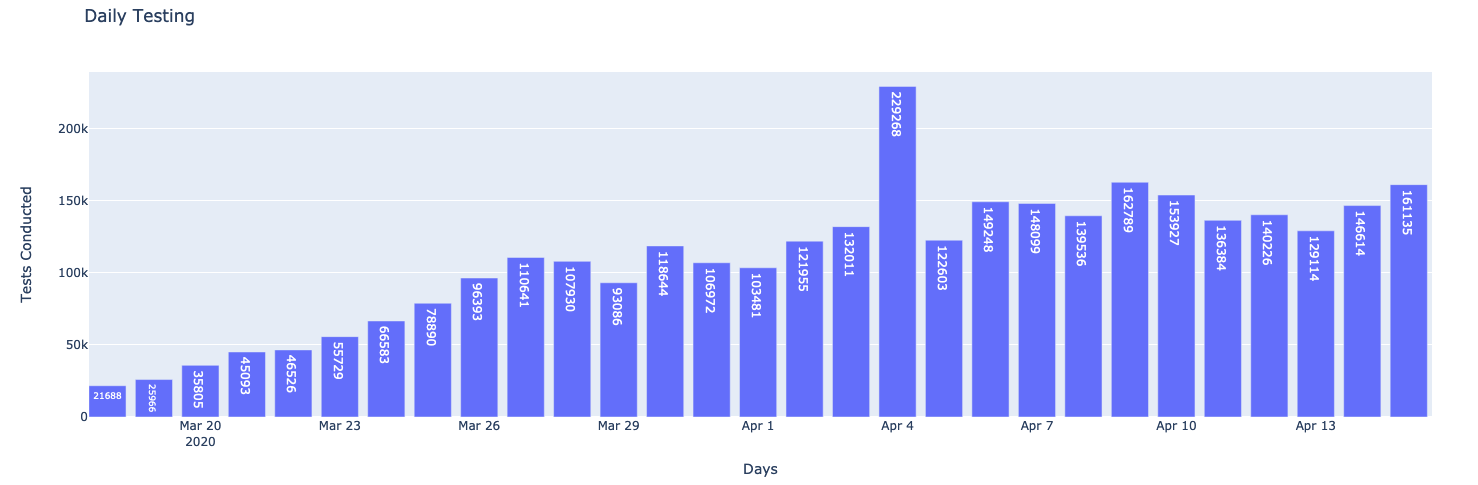 Daily Testing
Tests Conducted
200k
150k
100k
50k
0
21688
25966
35805
45093
46526
55729
66583
78890
96393
110641
107930
93086
118644
106972
103481
121955
132011
229268
122603
149248
148099
139536
162789
153927
136384
140226
129114
146614
161135
Mar 20
2020
Mar 23
Mar 26
Mar 29
Apr 1
Apr 4
Apr 7
Apr 10
Apr 13
Days